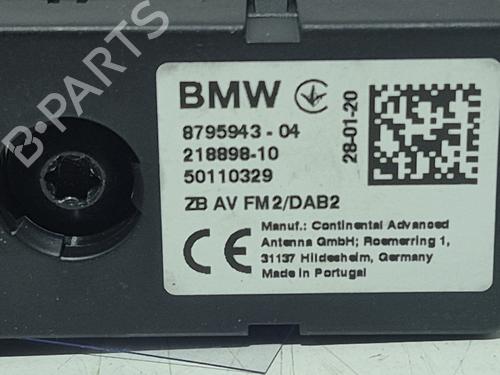 B-PARTS
BMW
8795943 - 04
218898-10
50110329
ZB AV FM2/DAB2
28-01-20
Manuf.: Continental Advanced
Antenna GmbH; Roemerring 1,
31137 Hildesheim, Germany
Made in Portugal
CE